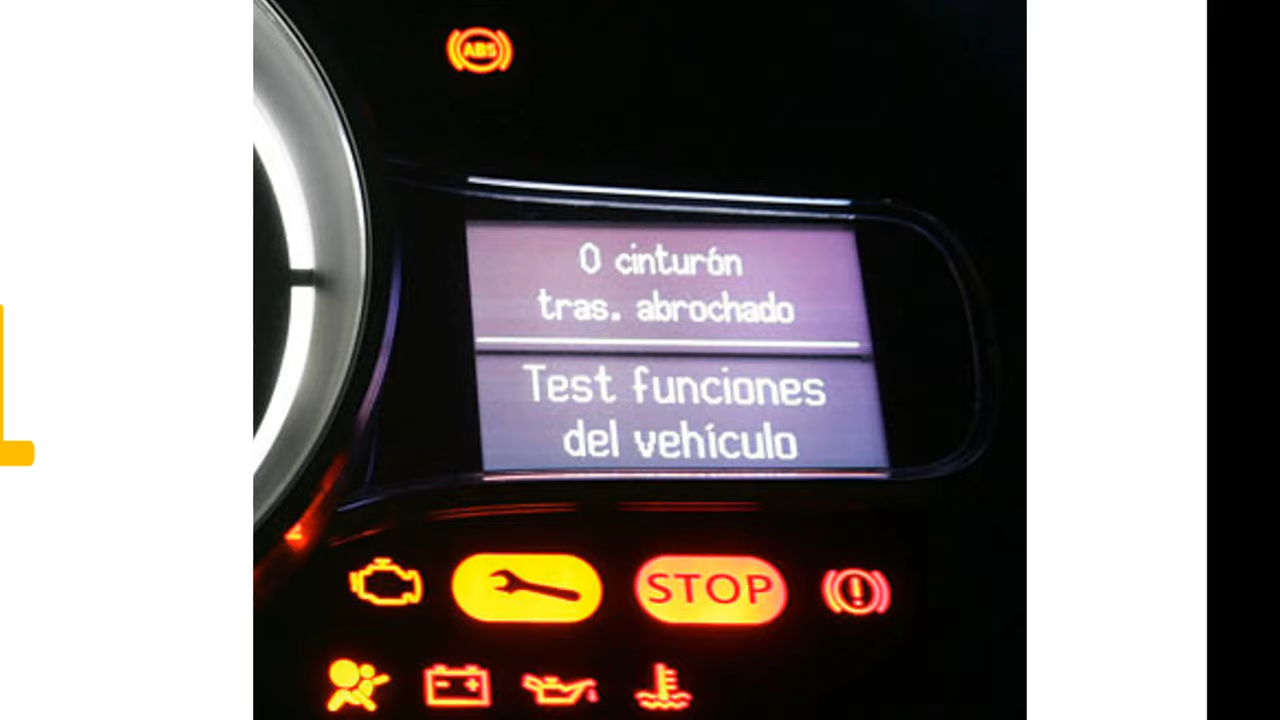 ABS
0 cinturón
tras. abrochado
Test funciones
del vehículo
STOP